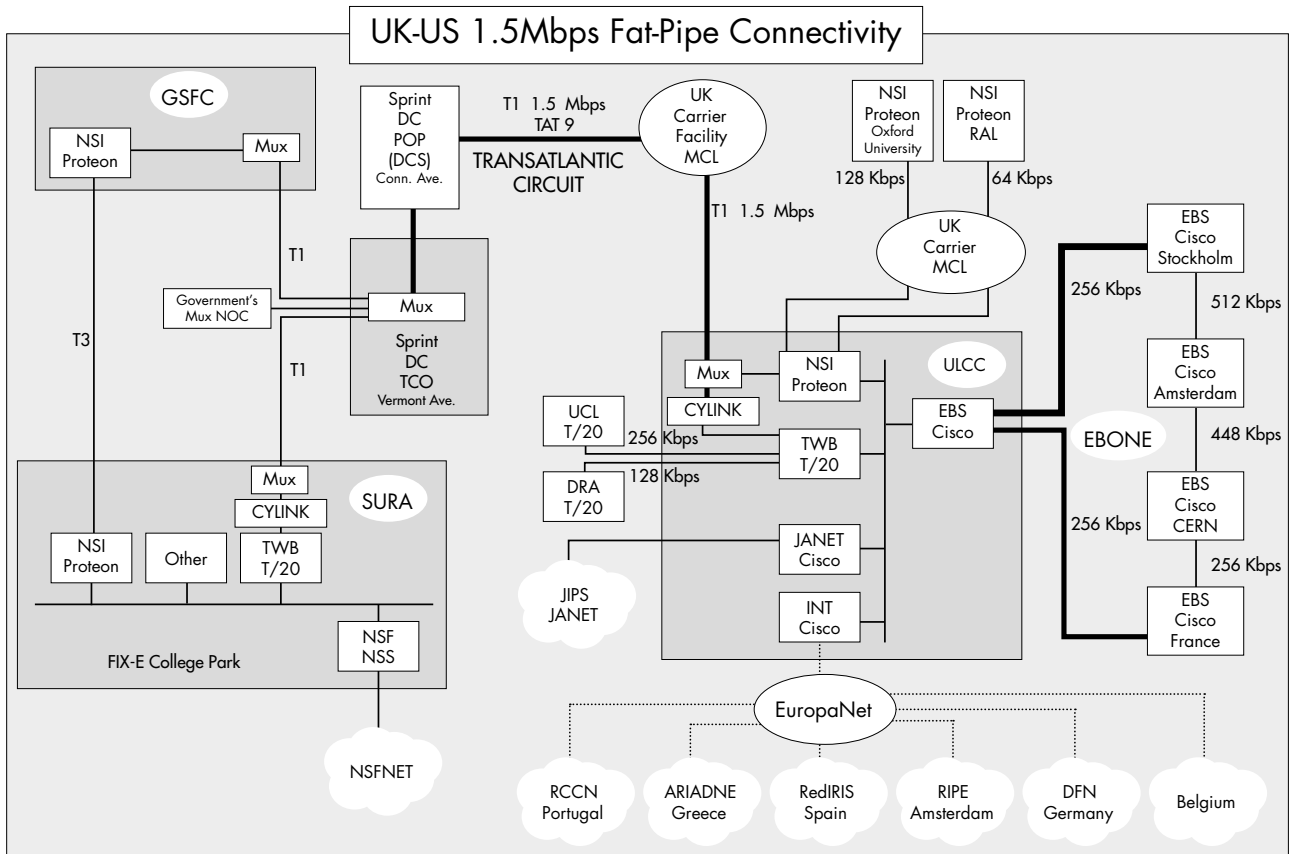 UK-US 1.5Mbps Fat-Pipe Connectivity
GSFC
NSI
Proteon
Mux
Sprint
DC
POP
(DCS)
Conn. Ave.
T1 1.5 Mbps
TAT 9
TRANSATLANTIC
CIRCUIT
UK
Carrier
Facility
MCL
NSI
Proteon
Oxford
University
NSI
Proteon
RAL
128 Kbps
64 Kbps
T1 1.5 Mbps
UK
Carrier
MCL
EBS
Cisco
Stockholm
T1
256 Kbps
512 Kbps
Government's
Mux NOC
Mux
Sprint
DC
TCO
Vermont Ave.
T3
T1
Mux
CYLINK
NSI
Proteon
ULCC
EBS
Cisco
EBS
Cisco
Amsterdam
UCL
T/20
256 Kbps
TWB
T/20
EBONE
448 Kbps
DRA
T/20
128 Kbps
Mux
CYLINK
SURA
NSI
Proteon
Other
TWB
T/20
JANET
Cisco
256 Kbps
EBS
Cisco
CERN
256 Kbps
JIPS
JANET
INT
Cisco
EBS
Cisco
France
NSF
NSS
FIX-E College Park
EuropaNet
NSFNET
RCCN
Portugal
ARIADNE
Greece
RedIRIS
Spain
RIPE
Amsterdam
DFN
Germany
Belgium